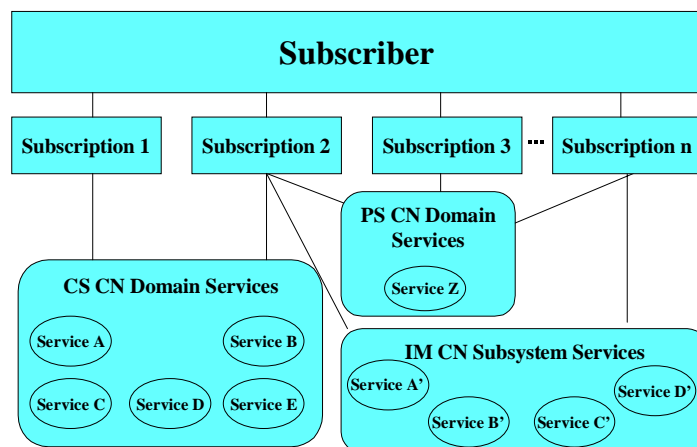 Subscriber
Subscription 1
Subscription 2
Subscription 3
...
Subscription n
PS CN Domain
Services
Service Z
CS CN Domain Services
Service A
Service B
Service C
Service D
Service E
IM CN Subsystem Services
Service A’
Service D’
Service B’
Service C’